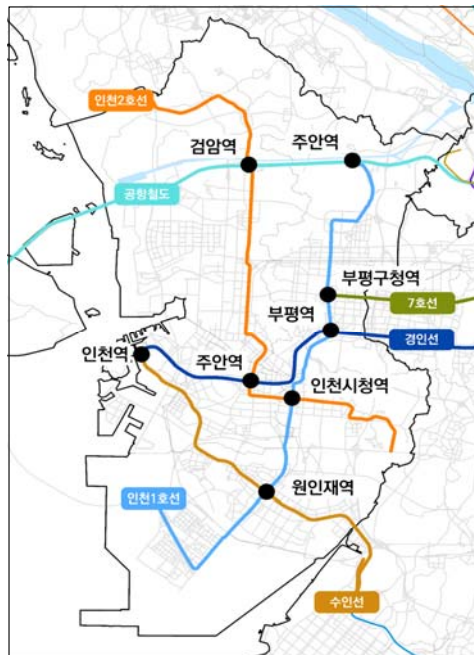 인천2호선
검암역
주안역
공항철도
부평구청역
7호선
부평역
경인선
인천역
주안역
인천시청역
원인재역
인천1호선
수인선